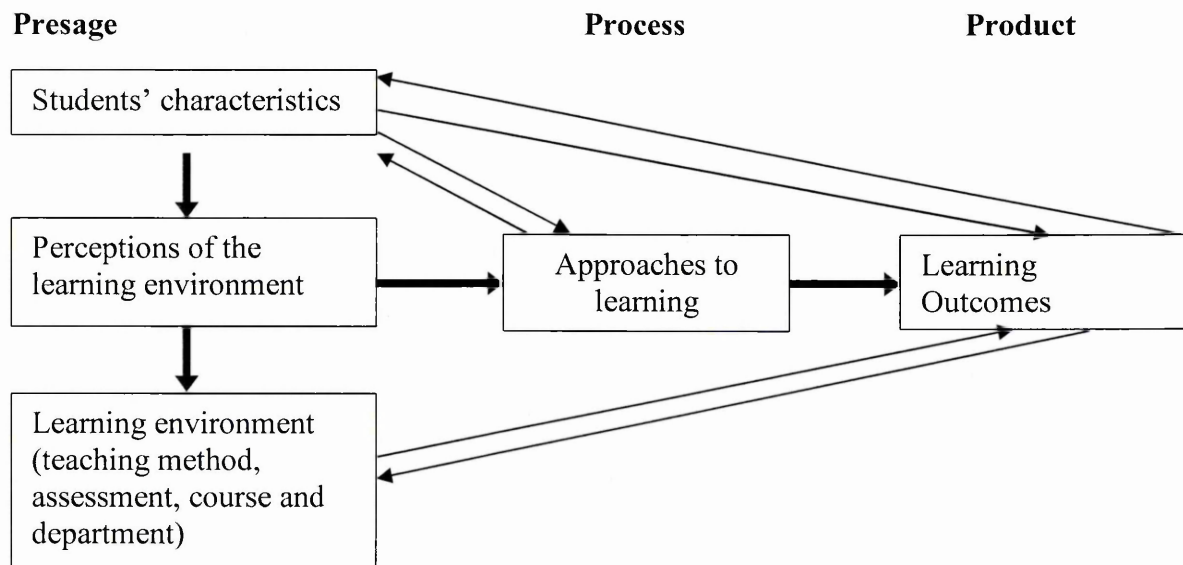 Presage Process Product
Students’ characteristics
Perceptions of the
learning environment
Approaches to
learning
Learning
Outcomes
Learning environment
(teaching method,
assessment, course and
department)